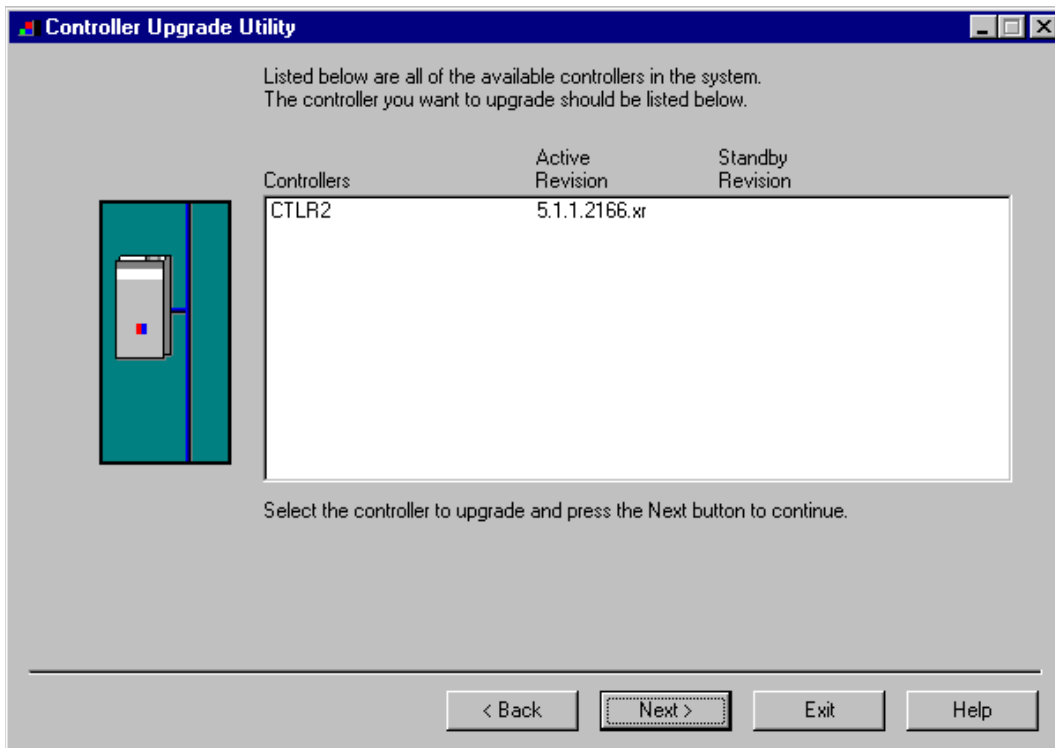 Controller Upgrade Utility
Listed below are all of the available controllers in the system.
The controller you want to upgrade should be listed below.
Active Standby
Controllers Revision Revision
CTLR2 5.1.1.2166.xr
Select the controller to upgrade and press the Next button to continue.
< Back Next > Exit Help